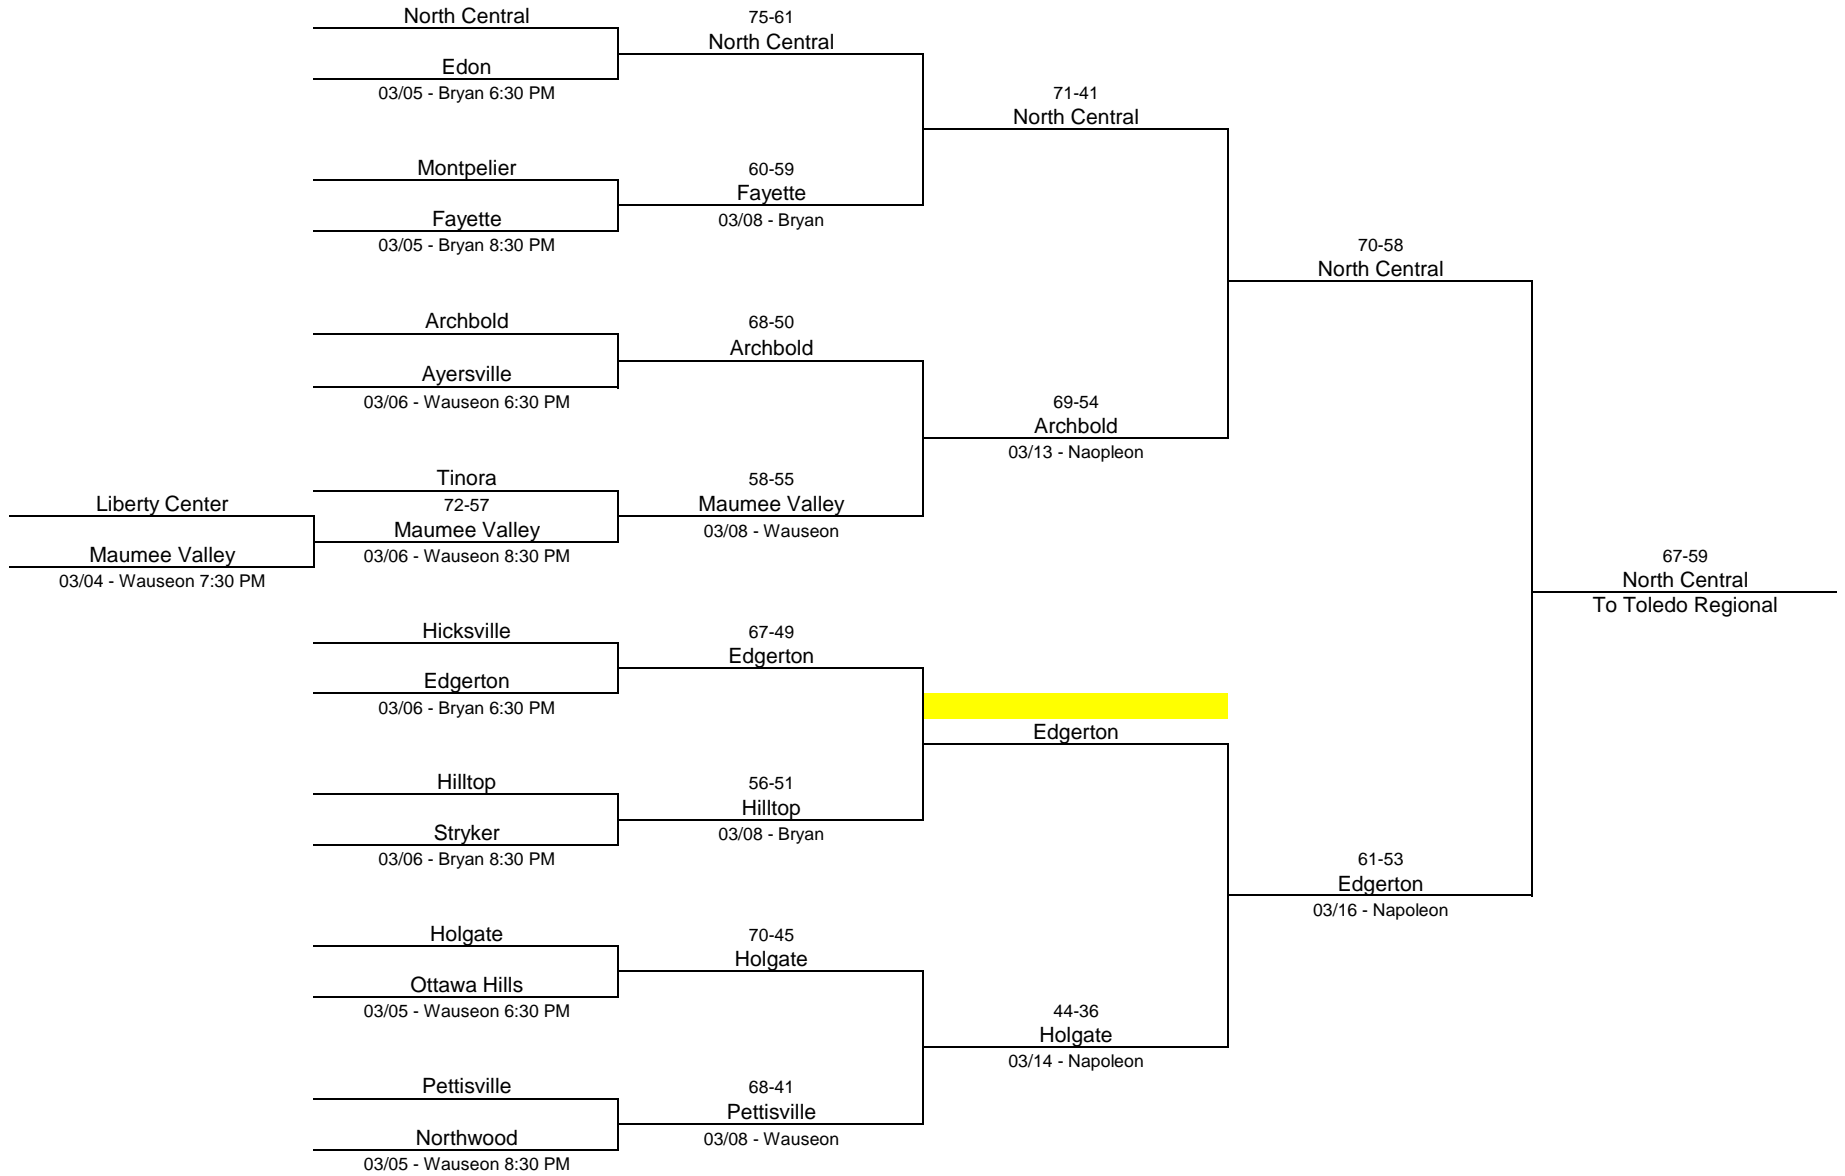 North Central
Edon
03/05 - Bryan 6:30 PM
Montpelier
Fayette
03/05 - Bryan 8:30 PM
Archbold
Ayersville
03/06 - Wauseon 6:30 PM
Liberty Center
Maumee Valley
03/04 - Wauseon 7:30 PM
Tinora
72-57
Maumee Valley
03/06 - Wauseon 8:30 PM
Hicksville
Edgerton
03/06 - Bryan 6:30 PM
Hilltop
Stryker
03/06 - Bryan 8:30 PM
Holgate
Ottawa Hills
03/05 - Wauseon 6:30 PM
Pettisville
Northwood
03/05 - Wauseon 8:30 PM
75-61
North Central
60-59
Fayette
03/08 - Bryan
68-50
Archbold
58-55
Maumee Valley
03/08 - Wauseon
67-49
Edgerton
56-51
Hilltop
03/08 - Bryan
70-45
Holgate
68-41
Pettisville
03/08 - Wauseon
71-41
North Central
69-54
Archbold
03/13 - Naopleon
Edgerton
44-36
Holgate
03/14 - Napoleon
70-58
North Central
61-53
Edgerton
03/16 - Napoleon
67-59
North Central
To Toledo Regional